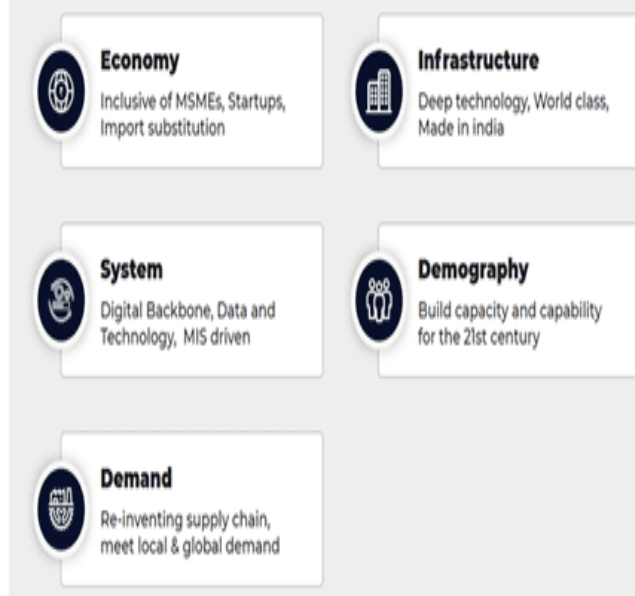 Economy
Inclusive of MSMEs, Startups,
Import substitution
Infrastructure
Deep technology, World class,
Made in india
System
Digital Backbone, Data and
Technology, MIS driven
Demography
Build capacity and capability
for the 21st century
Demand
Re-inventing supply chain,
meet local & global demand